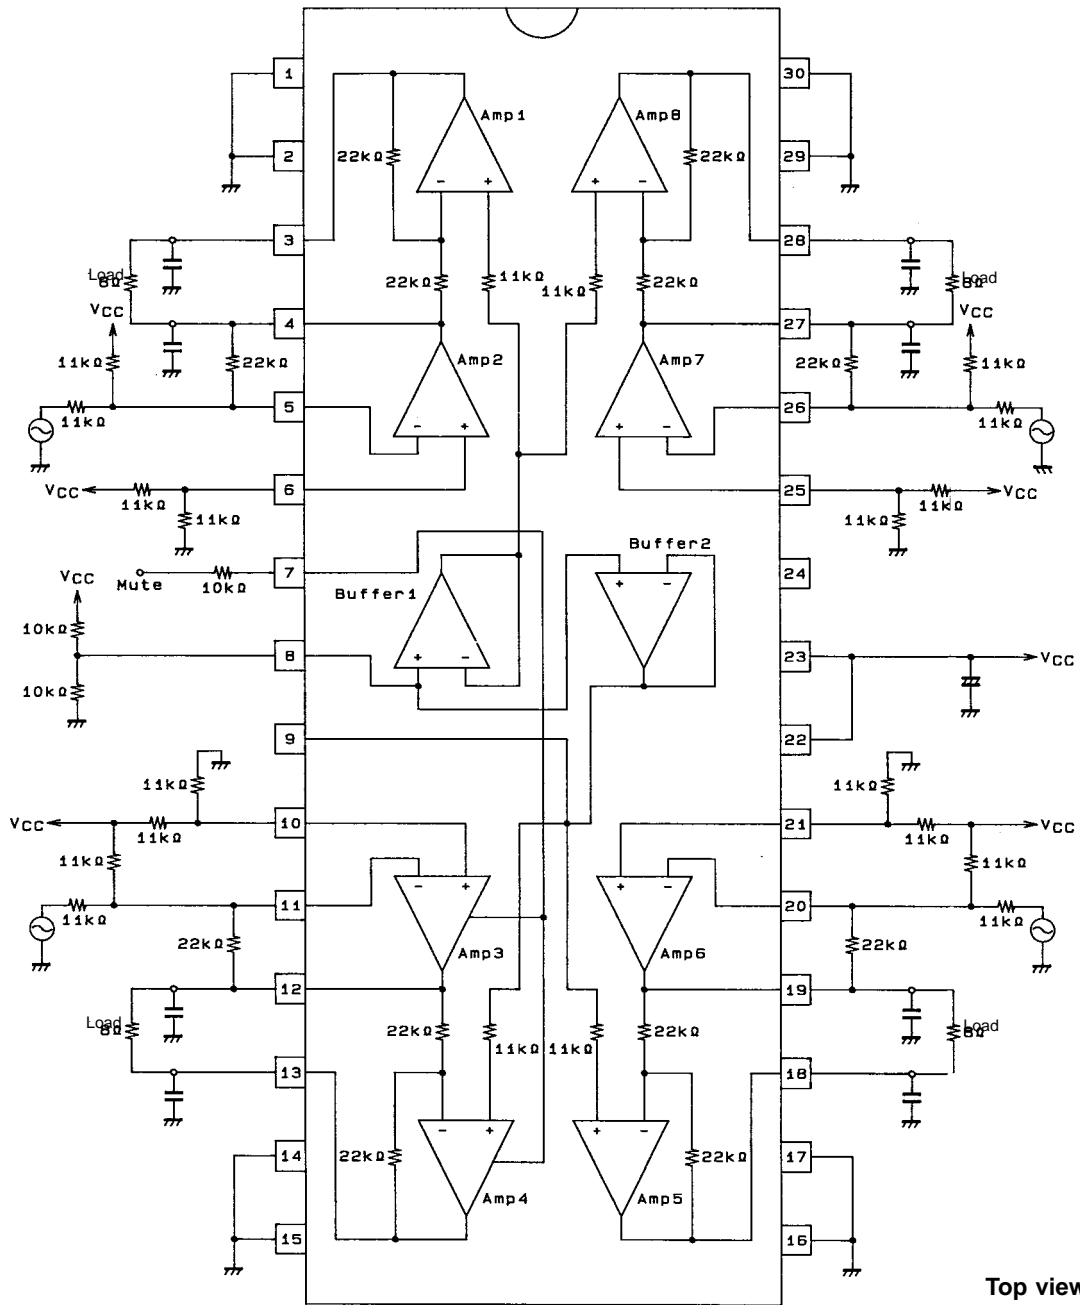 1
30
Amp1
Amp8
22kΩ
22kΩ
2
29
- +
+ -
3
28
Load
8Ω
22kΩ
11kΩ
11kΩ
22kΩ
Load
8Ω
VCC
4
27
VCC
11kΩ
22kΩ
Amp2
Amp7
22kΩ
11kΩ
5
26
11kΩ
- +
+ -
11kΩ
VCC
11kΩ
6
25
11kΩ
VCC
11kΩ
11kΩ
Buffer2
VCC
Mute
10kΩ
7
Buffer1
+ -
24
10kΩ
8
23
VCC
10kΩ
+ -
9
22
11kΩ
11kΩ
VCC
11kΩ
10
21
11kΩ
VCC
11kΩ
11kΩ
11kΩ
11
- +
+ -
20
11kΩ
22kΩ
Amp3
Amp6
22kΩ
12
19
Load
8Ω
22kΩ
11kΩ
11kΩ
22kΩ
Load
8Ω
13
18
- +
+ -
14
22kΩ
22kΩ
17
Amp4
Amp5
15
16
Top view